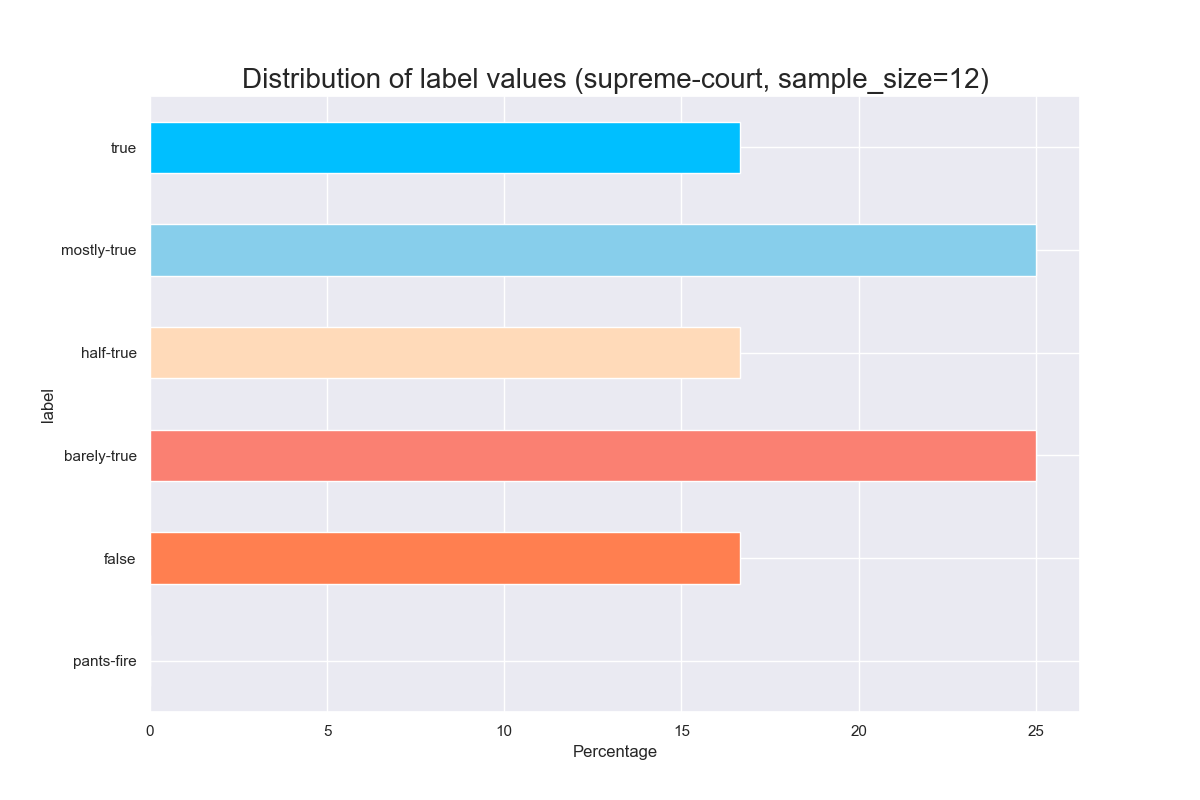 Distribution of label values (supreme-court, sample_size=12)
true
mostly-true
half-true
label
barely-true
false
pants-fire
0 5 10 15 20 25
Percentage